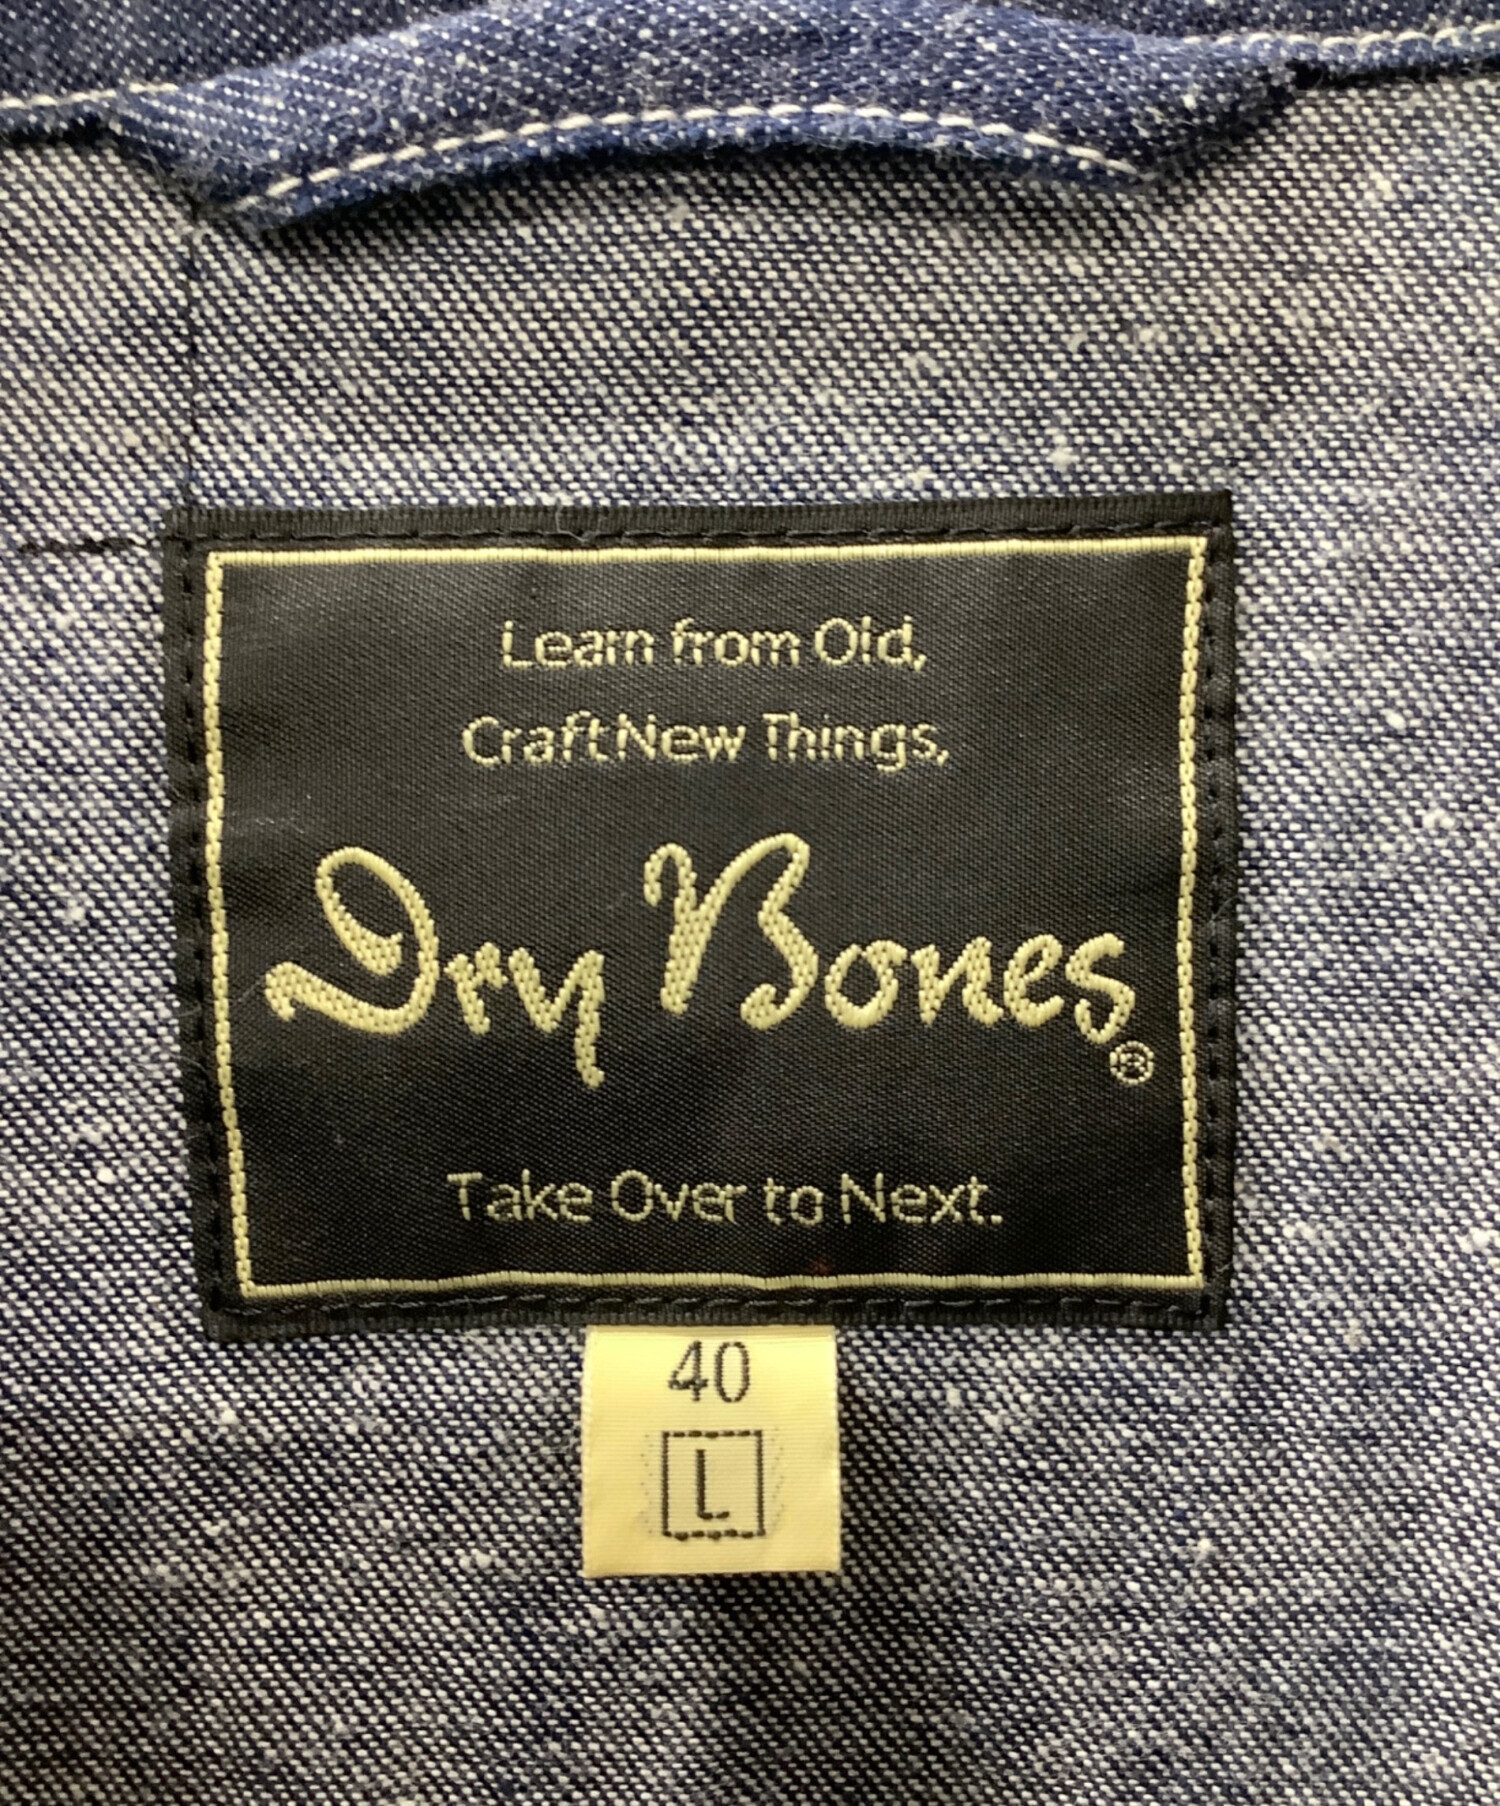 Learn from Old,
Craft New Things,
Dry Bones®
Take Over to Next.
40
L